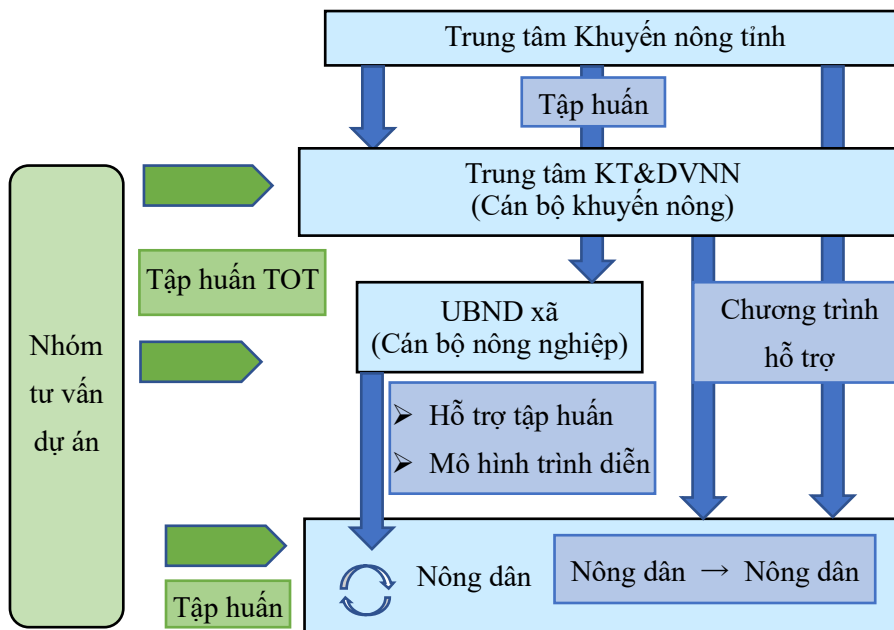 Trung tâm Khuyến nông tỉnh
Tập huấn
Trung tâm KT&DVNN
(Cán bộ khuyến nông)
Tập huấn TOT
Nhóm
tư vấn
dự án
UBND xã
(Cán bộ nông nghiệp)
Chương trình
hỗ trợ
➢ Hỗ trợ tập huấn
➢ Mô hình trình diễn
Nông dân
Nông dân → Nông dân
Tập huấn